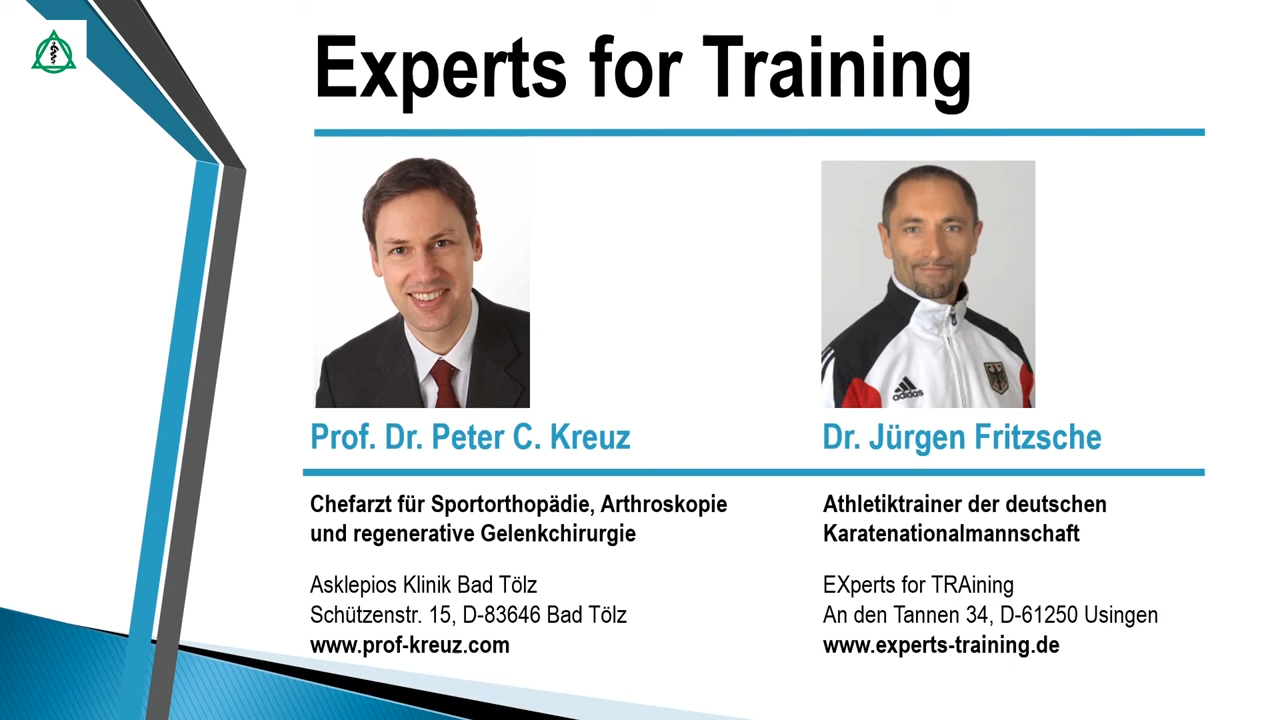 Experts for Training
Prof. Dr. Peter C. Kreuz
Chefarzt für Sportorthopädie, Arthroskopie
und regenerative Gelenkchirurgie
Asklepios Klinik Bad Tölz
Schützenstr. 15, D-83646 Bad Tölz
www.prof-kreuz.com
adidas
Dr. Jürgen Fritzsche
Athletiktrainer der deutschen
Karatenationalmannschaft
EXperts for TRAining
An den Tannen 34, D-61250 Usingen
www.experts-training.de